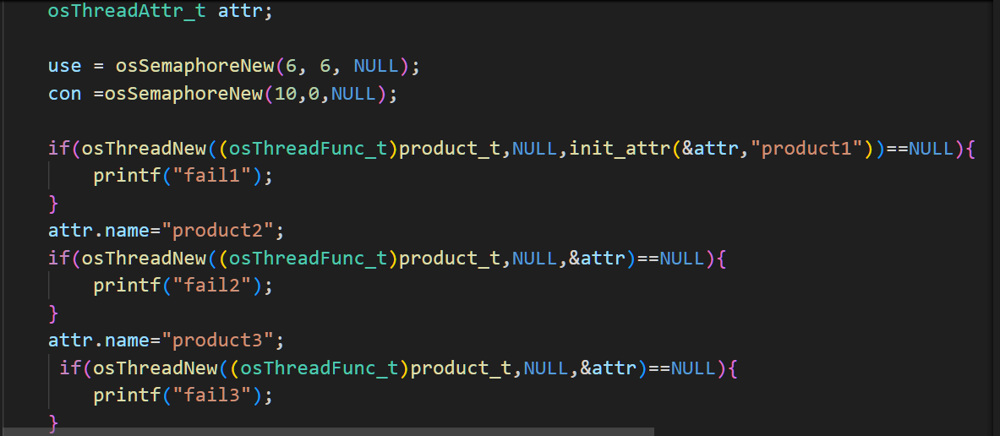 osThreadAttr_t attr;
use = osSemaphoreNew(6, 6, NULL);
con =osSemaphoreNew(10,0,NULL);
if(osThreadNew((osThreadFunc_t)product_t,NULL,init_attr(&attr,"product1"))==NULL){
printf("fail1");
}
attr.name="product2";
if(osThreadNew((osThreadFunc_t)product_t,NULL,&attr)==NULL){
printf("fail2");
}
attr.name="product3";
if(osThreadNew((osThreadFunc_t)product_t,NULL,&attr)==NULL){
printf("fail3");
}